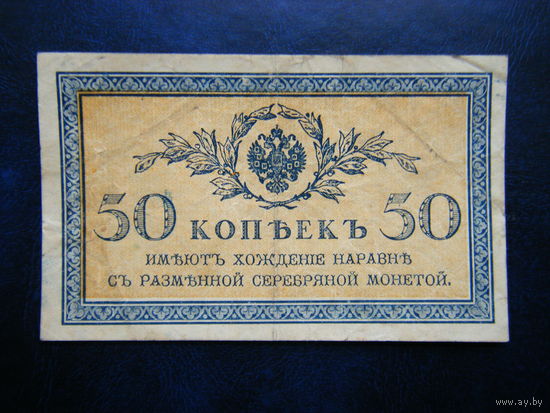 50 КОПѢЕКЪ 50
ИМѢЮТЪ ХОЖДЕНІЕ НАРАВНѢ
СЪ РАЗМѢННОЙ СЕРЕБРЯНОЙ МОНЕТОЙ.
www.ay.by